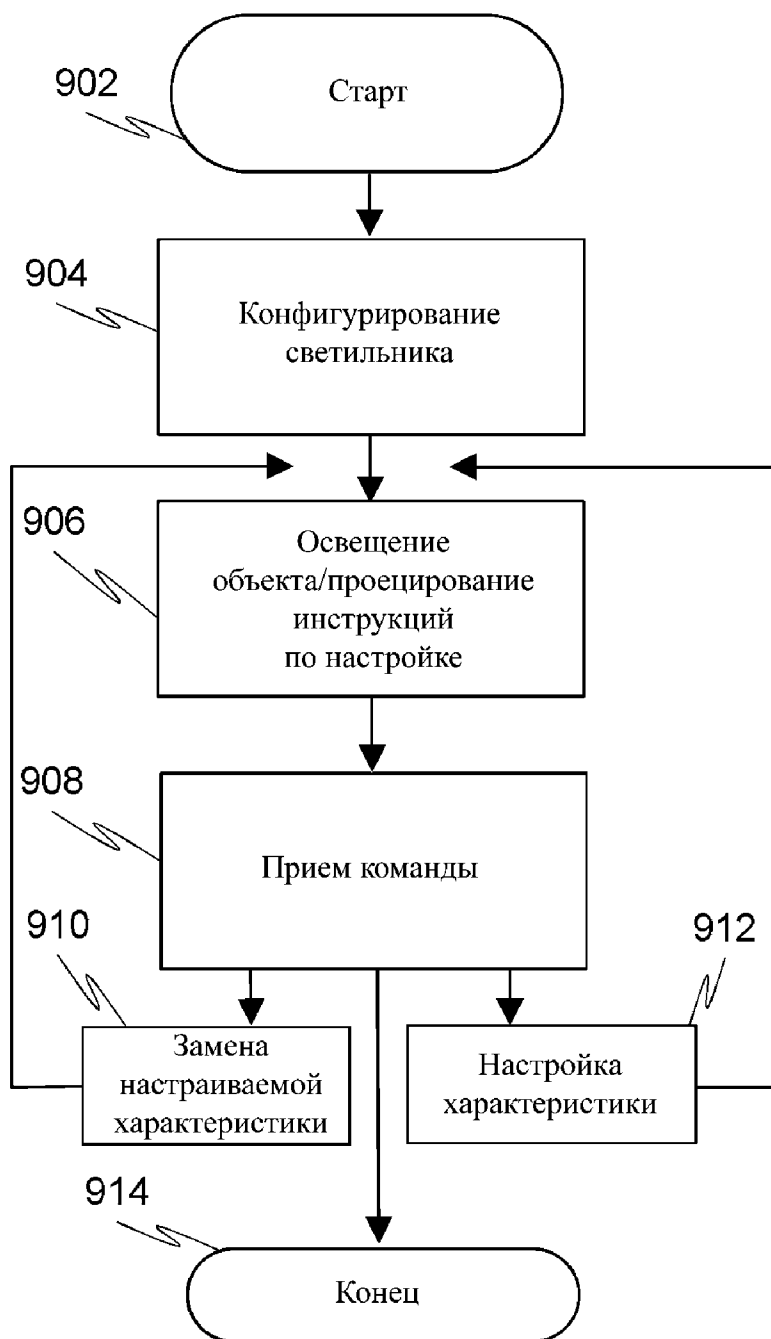 902
Старт
904
Конфигурирование
светильника
906
Освещение
объекта/проецирование
инструкций
по настройке
908
Прием команды
910
Замена
настраиваемой
характеристики
912
Настройка
характеристики
914
Конец